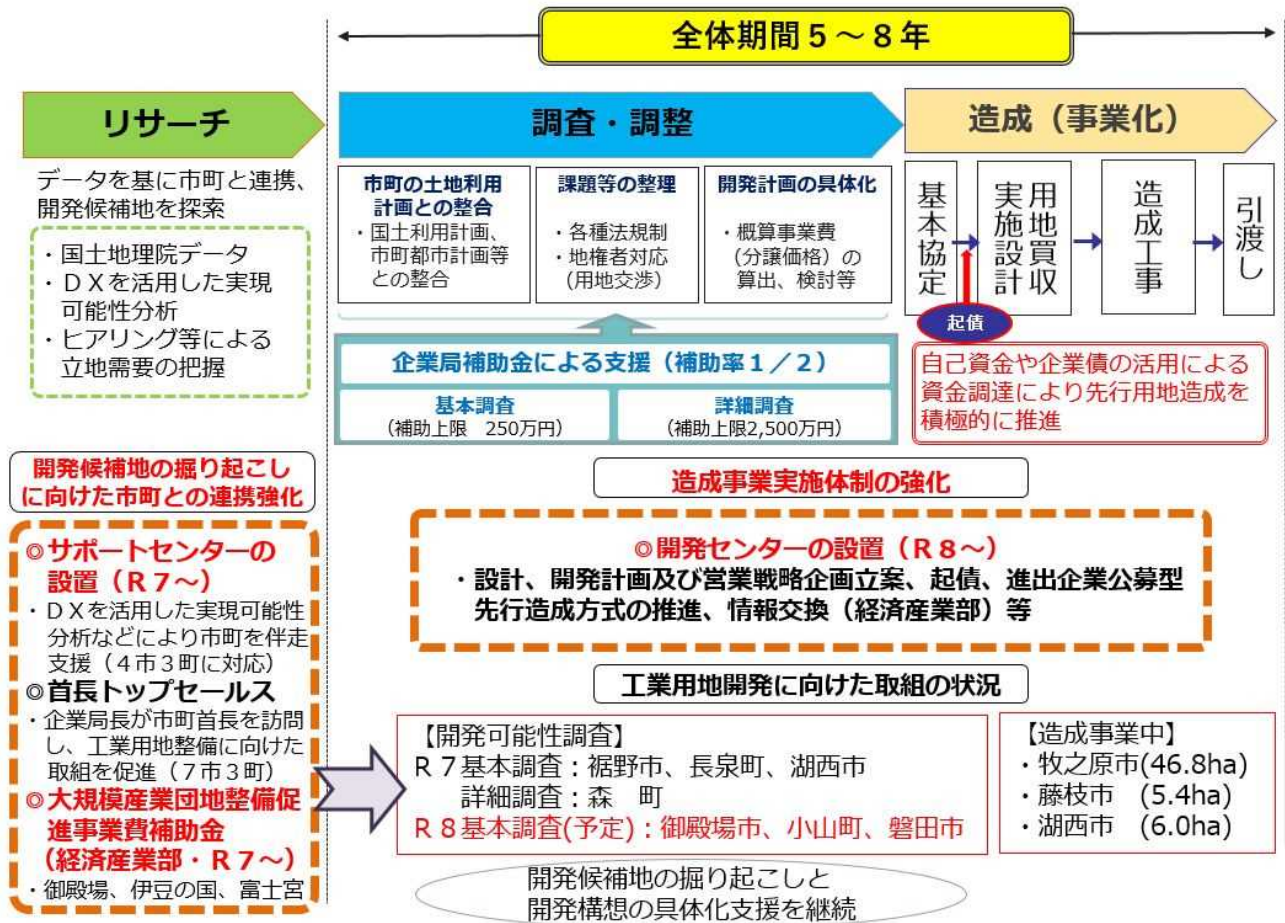 全体期間５～８年
リサーチ
調査・調整
造成（事業化）
データを基に市町と連携、
開発候補地を探索
・国土地理院データ
・ＤＸを活用した実現
可能性分析
・ヒアリング等による
立地需要の把握
市町の土地利用
計画との整合
・国土利用計画、
市町都市計画等
との整合
課題等の整理
・各種法規制
・地権者対応
(用地交渉)
開発計画の具体化
・概算事業費
(分譲価格）の
算出、検討等
基本協定
用地買収
実施設計
造成工事
引渡し
起債
企業局補助金による支援（補助率１／２）
基本調査
（補助上限　250万円）
詳細調査
（補助上限2,500万円）
自己資金や企業債の活用による
資金調達により先行用地造成を
積極的に推進
開発候補地の掘り起こし
に向けた市町との連携強化
◎サポートセンターの
設置（Ｒ７～）
・ＤＸを活用した実現可能性
分析などにより市町を伴走
支援（４市３町に対応）
◎首長トップセールス
・企業局長が市町首長を訪問
し、工業用地整備に向けた
取組を促進（７市３町）
◎大規模産業団地整備促
進事業費補助金
（経済産業部・Ｒ７～）
・御殿場、伊豆の国、富士宮
造成事業実施体制の強化
◎開発センターの設置（Ｒ８～）
・設計、開発計画及び営業戦略企画立案、起債、進出企業公募型
先行造成方式の推進、情報交換（経済産業部）等
工業用地開発に向けた取組の状況
【開発可能性調査】
Ｒ７基本調査：裾野市、長泉町、湖西市
詳細調査：森　町
Ｒ８基本調査(予定)：御殿場市、小山町、磐田市
【造成事業中】
・牧之原市(46.8ha)
・藤枝市　(5.4ha)
・湖西市　(6.0ha)
開発候補地の掘り起こしと
開発構想の具体化支援を継続